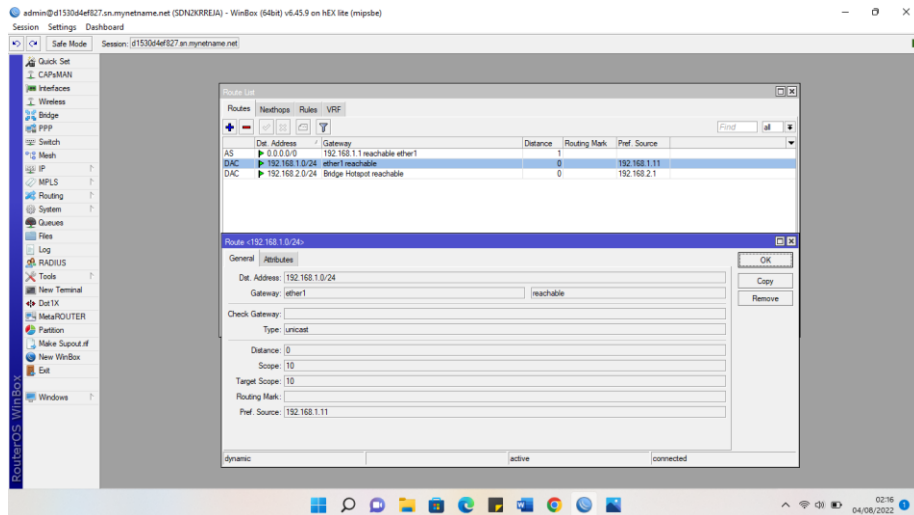 admin@d1530d4ef827.sn.mynetname.net (SDN2KRREJA) - WinBox (64bit) v6.45.9 on hEX lite (mipsbe)
Session Settings Dashboard
Safe Mode Session: d1530d4ef827.sn.mynetname.net
Quick Set
CAPsMAN
Interfaces
Wireless
Bridge
PPP
Switch
Mesh
IP
MPLS
Routing
System
Queues
Files
Log
RADIUS
Tools
New Terminal
Dot1X
MetaROUTER
Partition
Make Supout.rif
New WinBox
Exit
Windows
RouterOS WinBox
Route List
Routes Nexthops Rules VRF
Find all
Dst. Address / Gateway Distance Routing Mark Pref. Source
AS 0.0.0.0/0 192.168.1.1 reachable ether1 1
DAC 192.168.1.0/24 ether1 reachable 0 192.168.1.11
DAC 192.168.2.0/24 Bridge Hotspot reachable 0 192.168.2.1
Route <192.168.1.0/24>
General Attributes
OK
Copy
Remove
Dst. Address: 192.168.1.0/24
Gateway: ether1 reachable
Check Gateway:
Type: unicast
Distance: 0
Scope: 10
Target Scope: 10
Routing Mark:
Pref. Source: 192.168.1.11
dynamic active connected
02:16
04/08/2022